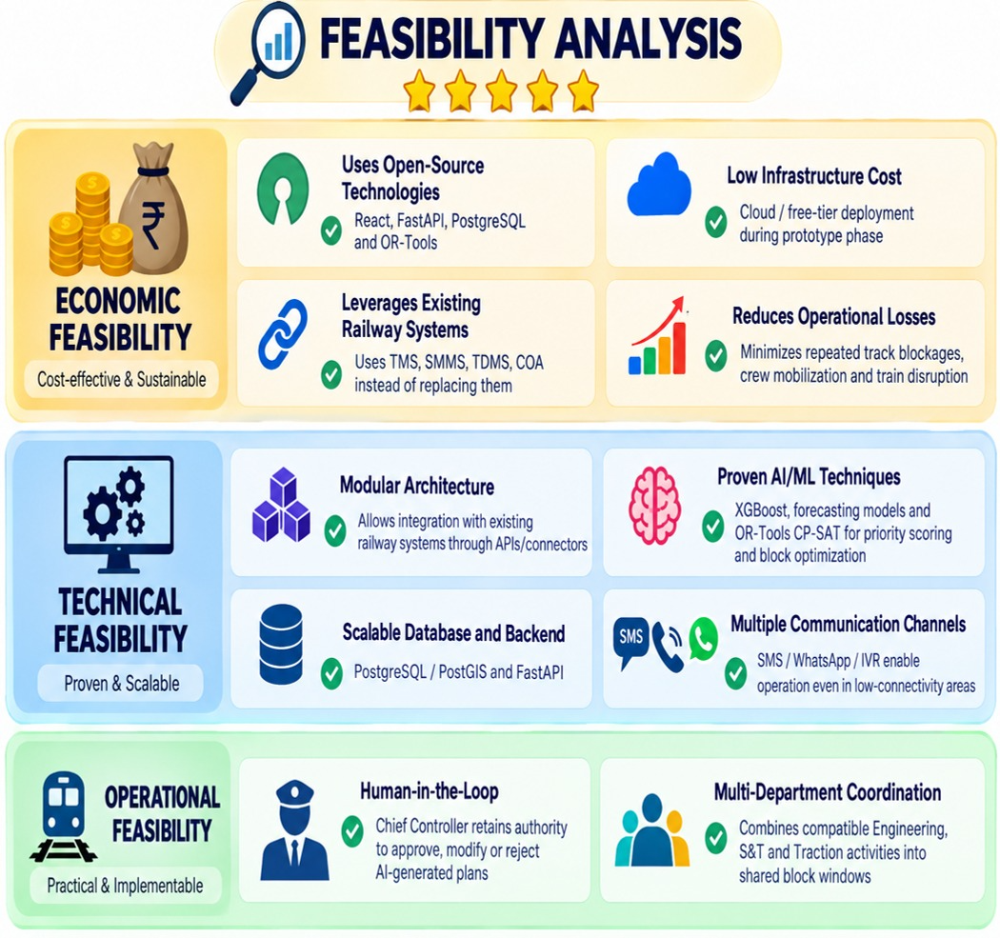 FEASIBILITY ANALYSIS
₹
$
$
$
ECONOMIC
FEASIBILITY
Cost-effective & Sustainable
Uses Open-Source
Technologies
React, FastAPI, PostgreSQL
and OR-Tools
Low Infrastructure Cost
Cloud / free-tier deployment
during prototype phase
Leverages Existing
Railway Systems
Uses TMS, SMMS, TDMS, COA
instead of replacing them
Reduces Operational Losses
Minimizes repeated track blockages,
crew mobilization and train disruption
TECHNICAL
FEASIBILITY
Proven & Scalable
Modular Architecture
Allows integration with existing
railway systems through APIs/connectors
Proven AI/ML Techniques
XGBoost, forecasting models and
OR-Tools CP-SAT for priority scoring
and block optimization
Scalable Database and Backend
PostgreSQL / PostGIS and FastAPI
SMS
Multiple Communication Channels
SMS / WhatsApp / IVR enable
operation even in low-connectivity areas
OPERATIONAL
FEASIBILITY
Practical & Implementable
Human-in-the-Loop
Chief Controller retains authority
to approve, modify or reject
AI-generated plans
Multi-Department Coordination
Combines compatible Engineering,
S&T and Traction activities into
shared block windows